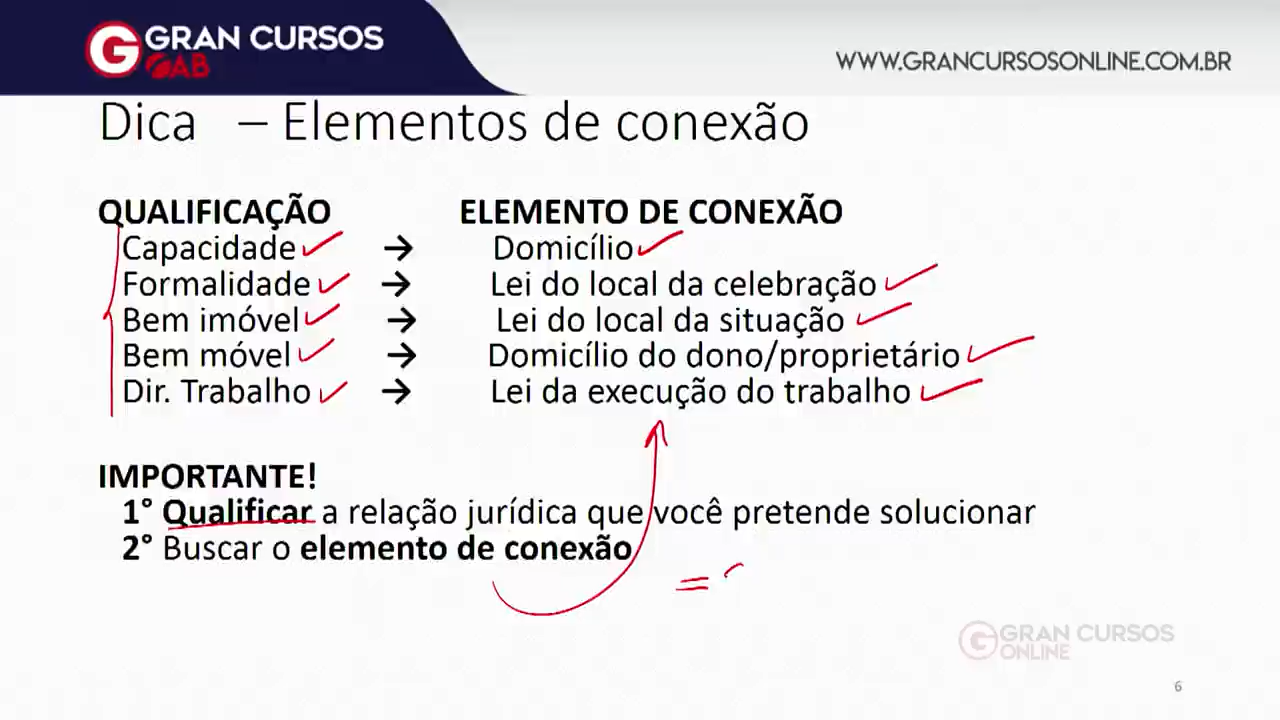 GRAN CURSOS
OAB
WWW.GRANCURSOSONLINE.COM.BR
Dica – Elementos de conexão
QUALIFICAÇÃO ELEMENTO DE CONEXÃO
Capacidade → Domicílio
Formalidade → Lei do local da celebração
Bem imóvel → Lei do local da situação
Bem móvel → Domicílio do dono/proprietário
Dir. Trabalho → Lei da execução do trabalho
IMPORTANTE!
1° Qualificar a relação jurídica que você pretende solucionar
2° Buscar o elemento de conexão
=
GRAN CURSOS
ONLINE
6